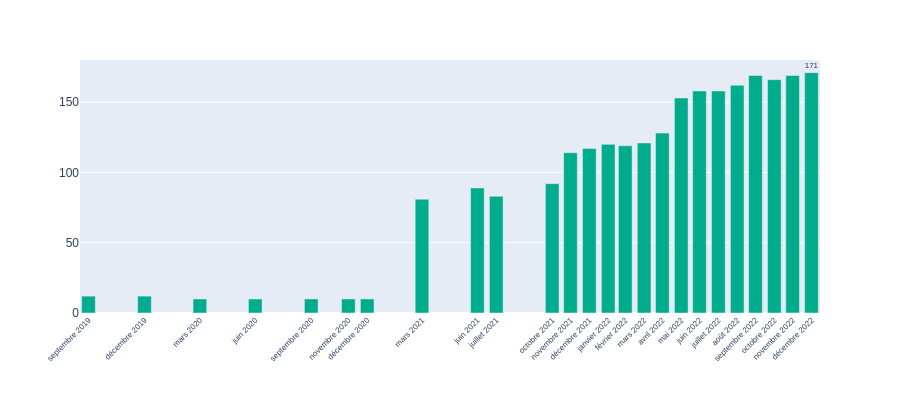 171
150
100
50
0
septembre 2019
décembre 2019
mars 2020
juin 2020
septembre 2020
novembre 2020
décembre 2020
mars 2021
juin 2021
juillet 2021
octobre 2021
novembre 2021
décembre 2021
janvier 2022
février 2022
mars 2022
avril 2022
mai 2022
juin 2022
juillet 2022
août 2022
septembre 2022
octobre 2022
novembre 2022
décembre 2022